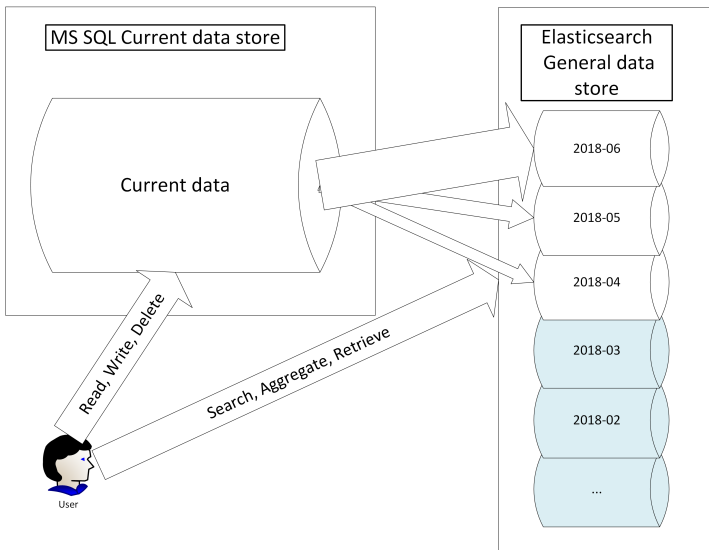 MS SQL Current data store
Elasticsearch
General data
store
Current data
2018-06
2018-05
2018-04
2018-03
2018-02
...
Read, Write, Delete
Search, Aggregate, Retrieve
User